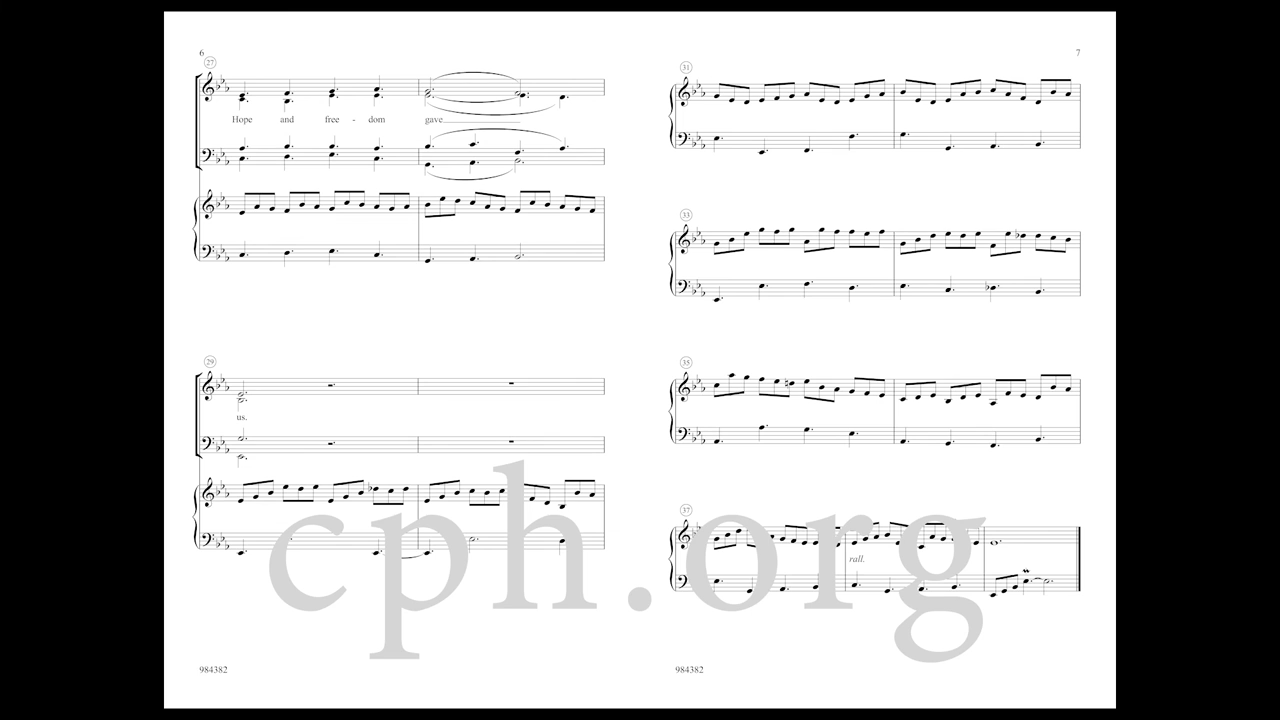 6
27
Hope and free - dom gave
29
us.
984382
7
31
33
35
37
rall.
984382
cph.org